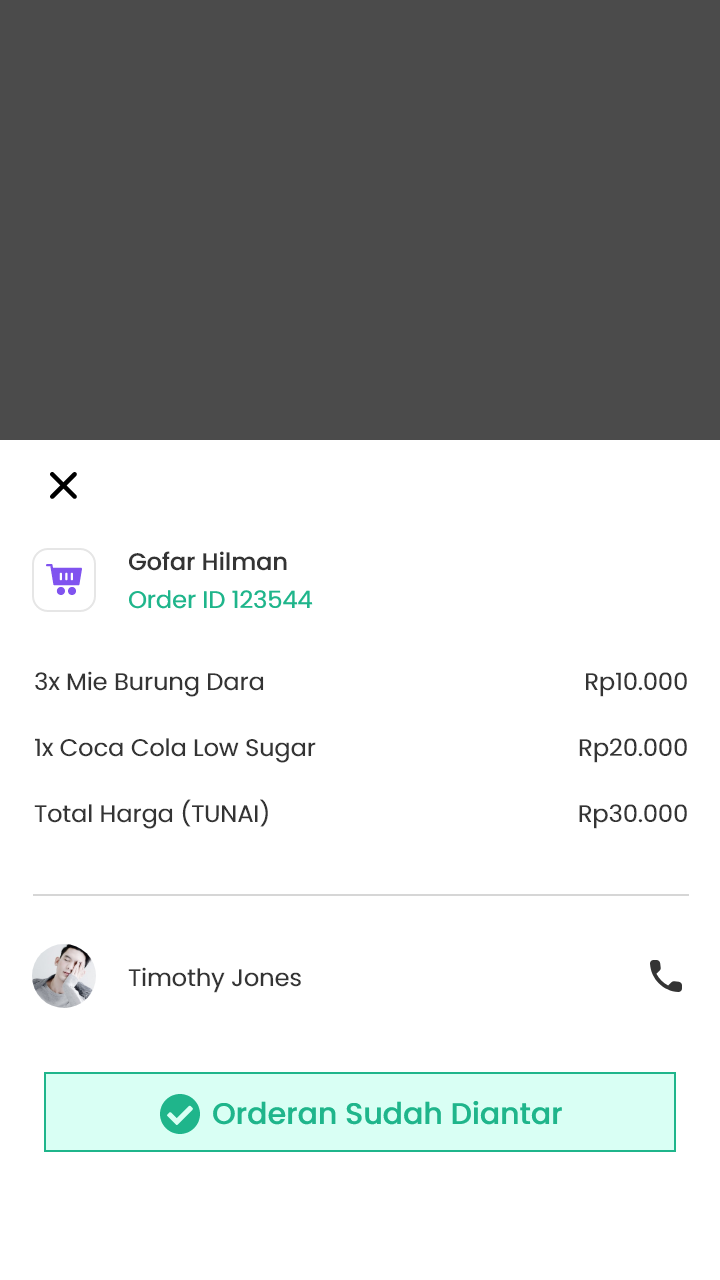 Gofar Hilman
Order ID 123544
3x Mie Burung Dara Rp10.000
1x Coca Cola Low Sugar Rp20.000
Total Harga (TUNAI) Rp30.000
Timothy Jones
Orderan Sudah Diantar